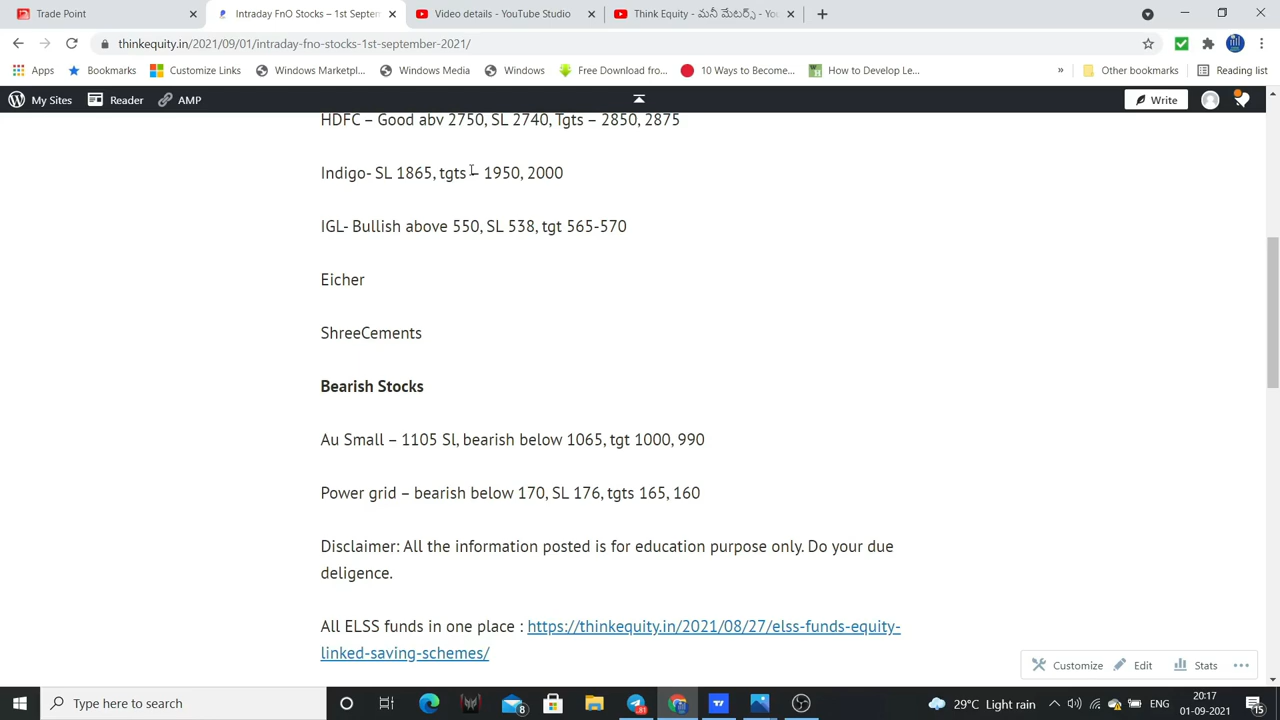 Trade Point
Intraday FnO Stocks – 1st Septem
Video details - YouTube Studio
Think Equity - మనీ మేటర్స్ - You
thinkequity.in/2021/09/01/intraday-fno-stocks-1st-september-2021/
Apps
Bookmarks
Customize Links
Windows Marketpl...
Windows Media
Windows
Free Download fro...
10 Ways to Become...
How to Develop Le...
»
Other bookmarks
Reading list
My Sites
Reader
AMP
Write
HDFC – Good abv 2750, SL 2740, Tgts – 2850, 2875
Indigo- SL 1865, tgts – 1950, 2000
IGL- Bullish above 550, SL 538, tgt 565-570
Eicher
ShreeCements
Bearish Stocks
Au Small – 1105 Sl, bearish below 1065, tgt 1000, 990
Power grid – bearish below 170, SL 176, tgts 165, 160
Disclaimer: All the information posted is for education purpose only. Do your due
deligence.
All ELSS funds in one place : https://thinkequity.in/2021/08/27/elss-funds-equity-
linked-saving-schemes/
Customize
Edit
Stats
Type here to search
81
8
29°C Light rain
ENG
20:17
01-09-2021
15